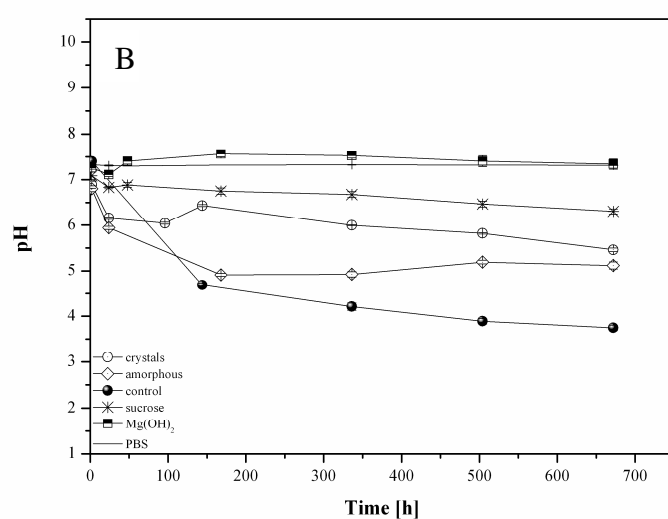 B
10
9
8
7
6
5
4
3
2
1
pH
crystals
amorphous
control
sucrose
Mg(OH)₂
PBS
0 100 200 300 400 500 600 700
Time [h]